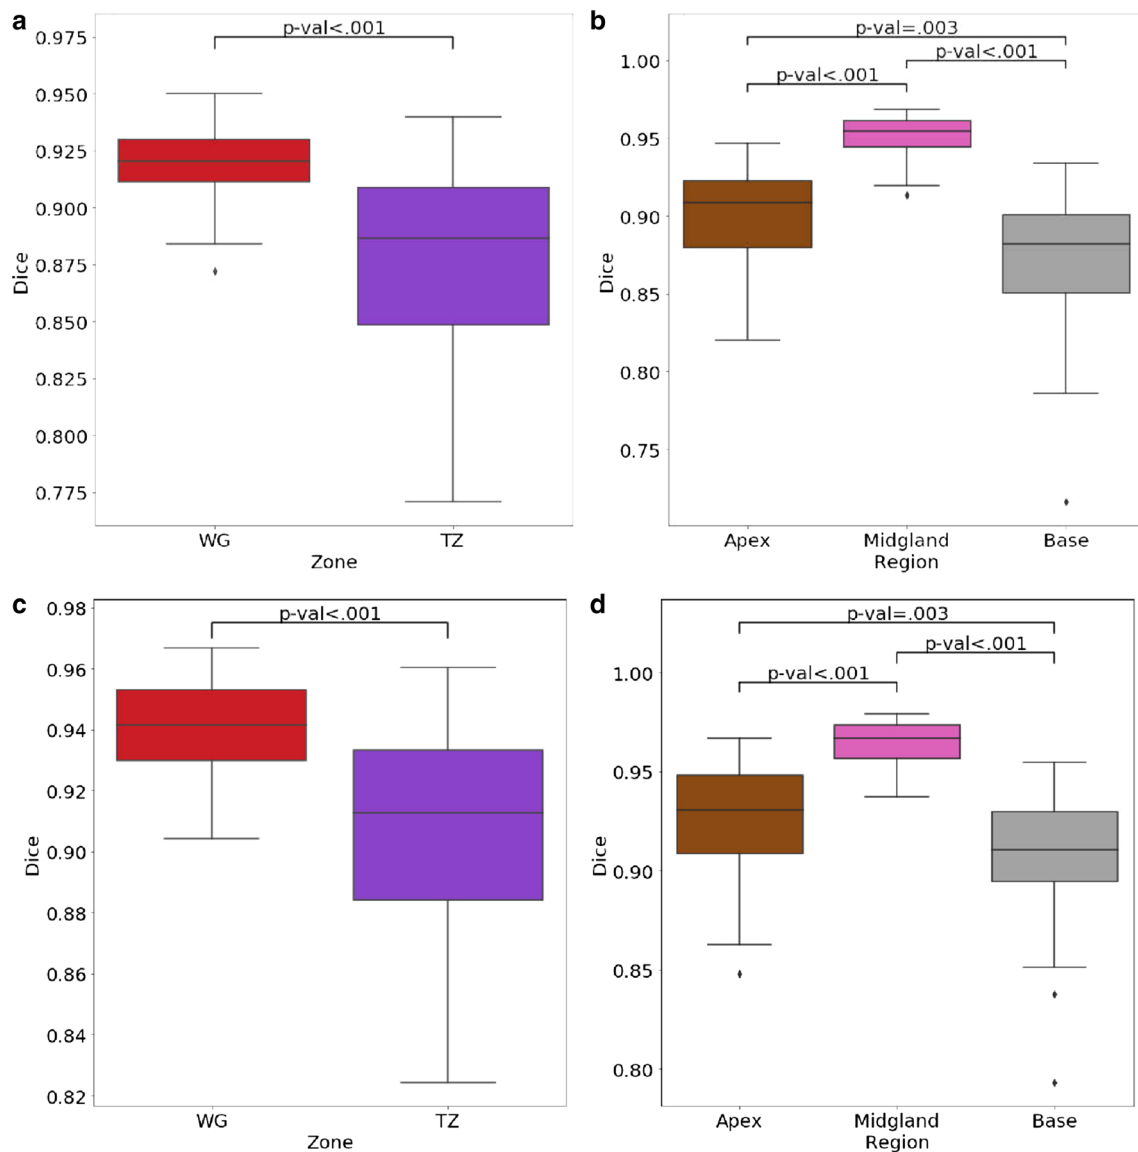 a
p-val<.001
0.975
0.950
0.925
0.900
0.875
0.850
0.825
0.800
0.775
Dice
WG TZ
Zone
b
p-val=.003
p-val<.001
p-val<.001
1.00
0.95
0.90
0.85
0.80
0.75
Dice
Apex Midgland Base
Region
c
p-val<.001
0.98
0.96
0.94
0.92
0.90
0.88
0.86
0.84
0.82
Dice
WG TZ
Zone
d
p-val=.003
p-val<.001
p-val<.001
1.00
0.95
0.90
0.85
0.80
Dice
Apex Midgland Base
Region